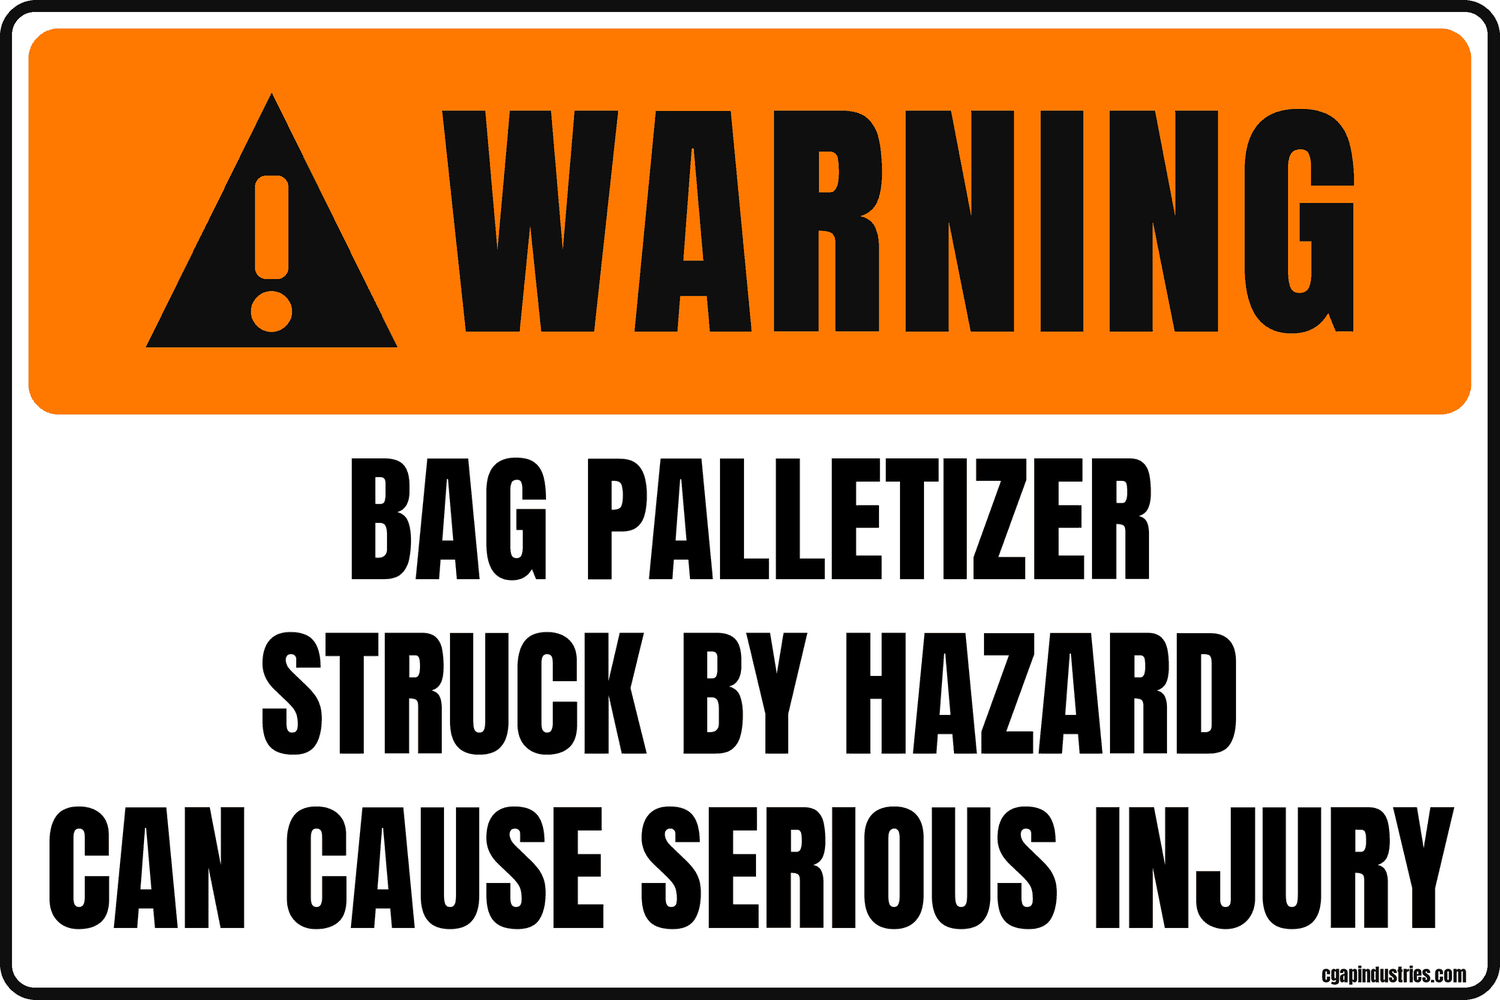 WARNING
BAG PALLETIZER
STRUCK BY HAZARD
CAN CAUSE SERIOUS INJURY
cgapindustries.com